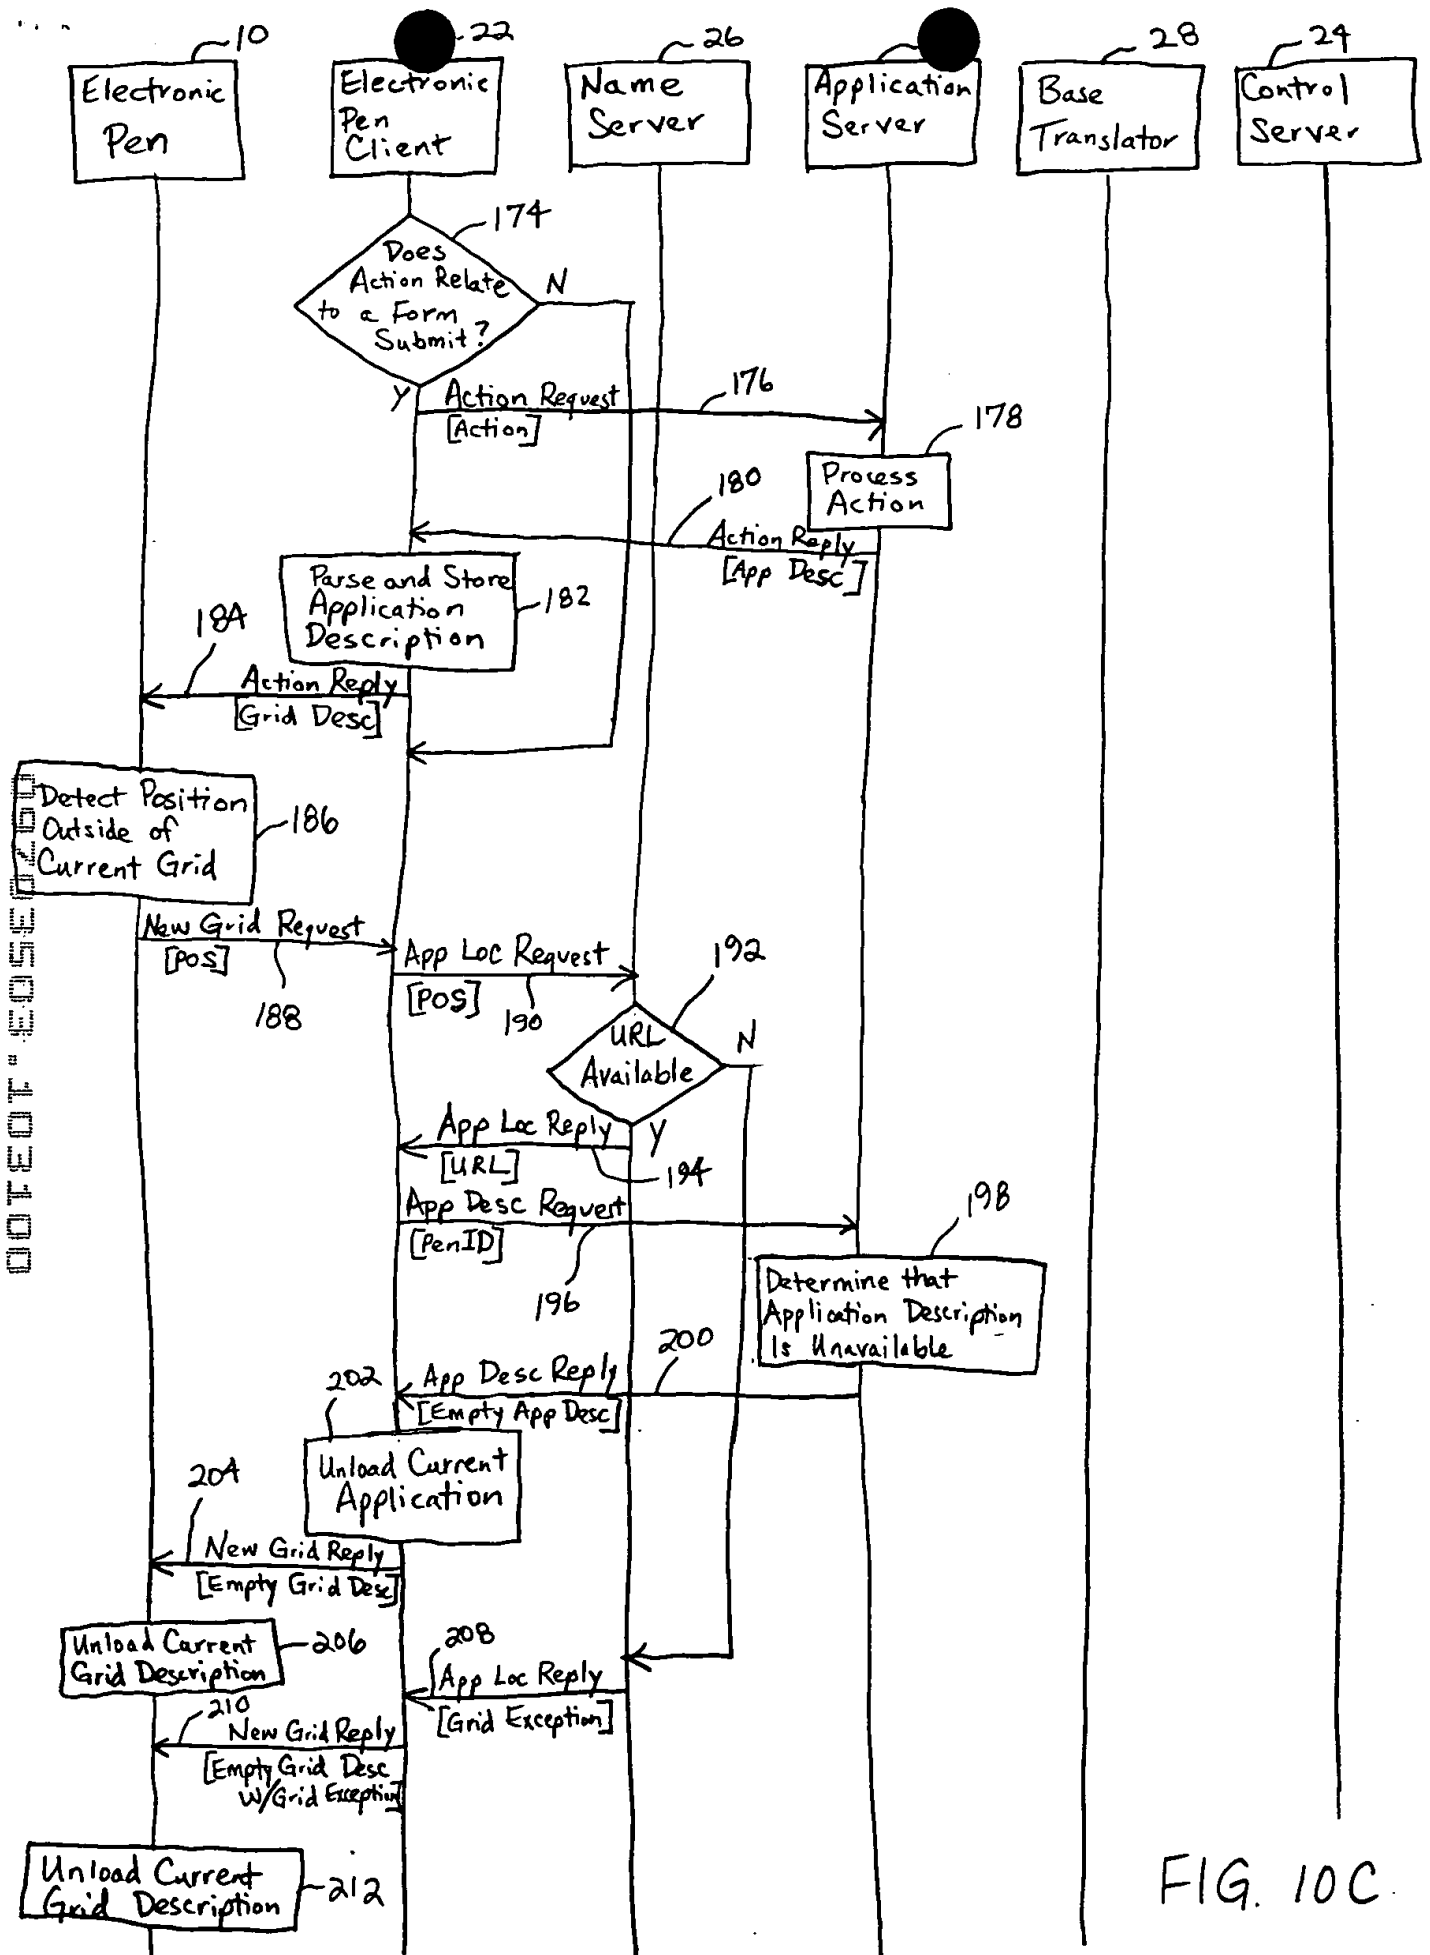 10
22
26
28
24
Electronic
Pen
Electronic
Pen
Client
Name
Server
Application
Server
Base
Translator
Control
Server
174
Does
Action Relate
to a Form
Submit?
N
Y
Action Request
[Action]
176
178
Process
Action
180
Action Reply
[App Desc]
Parse and Store
Application
Description
182
184
Action Reply
[Grid Desc]
Detect Position
Outside of
Current Grid
186
New Grid Request
[POS]
188
App Loc Request
[POS]
190
192
URL
Available
N
Y
App Loc Reply
[URL]
194
App Desc Request
[PenID]
196
198
Determine that
Application Description
Is Unavailable
200
App Desc Reply
[Empty App Desc]
202
Unload Current
Application
204
New Grid Reply
[Empty Grid Desc]
Unload Current
Grid Description
206
208
App Loc Reply
[Grid Exception]
210
New Grid Reply
[Empty Grid Desc
w/Grid Exception]
Unload Current
Grid Description
212
FIG. 10C